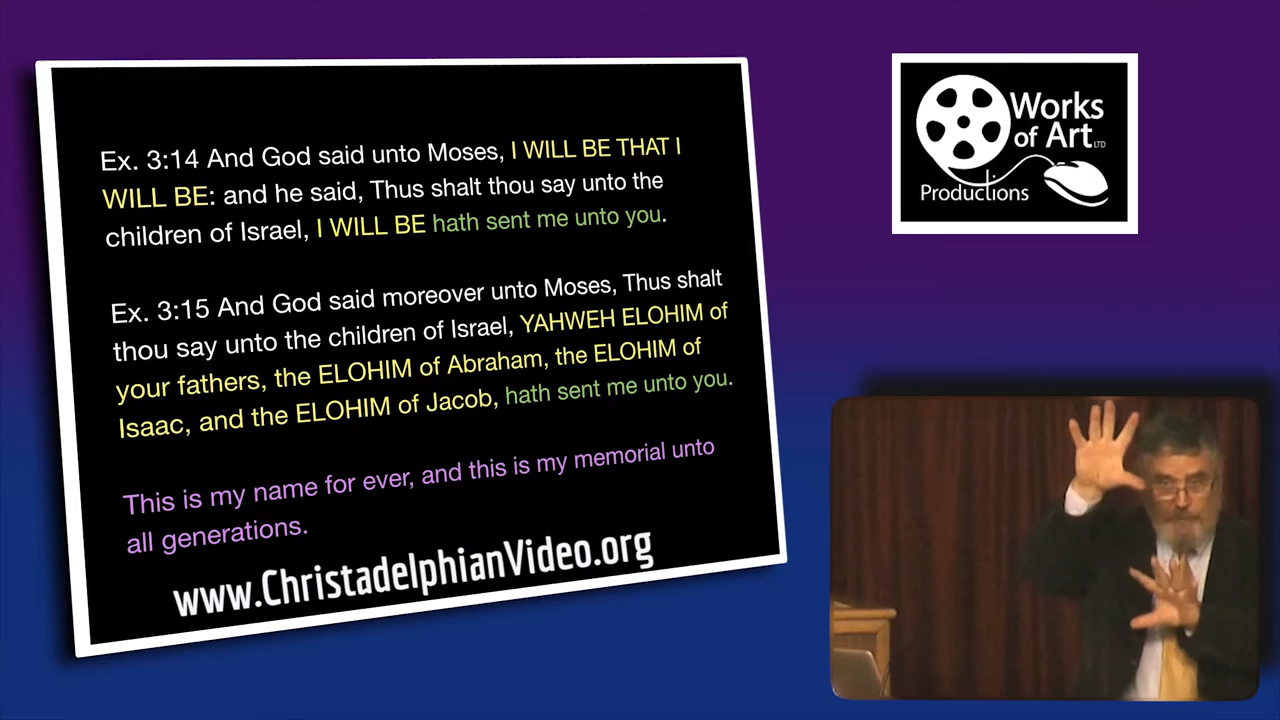 Ex. 3:14 And God said unto Moses, I WILL BE THAT I
WILL BE: and he said, Thus shalt thou say unto the
children of Israel, I WILL BE hath sent me unto you.
Ex. 3:15 And God said moreover unto Moses, Thus shalt
thou say unto the children of Israel, YAHWEH ELOHIM of
your fathers, the ELOHIM of Abraham, the ELOHIM of
Isaac, and the ELOHIM of Jacob, hath sent me unto you.
This is my name for ever, and this is my memorial unto
all generations.
www.ChristadelphianVideo.org
Works
of Art LTD
Productions